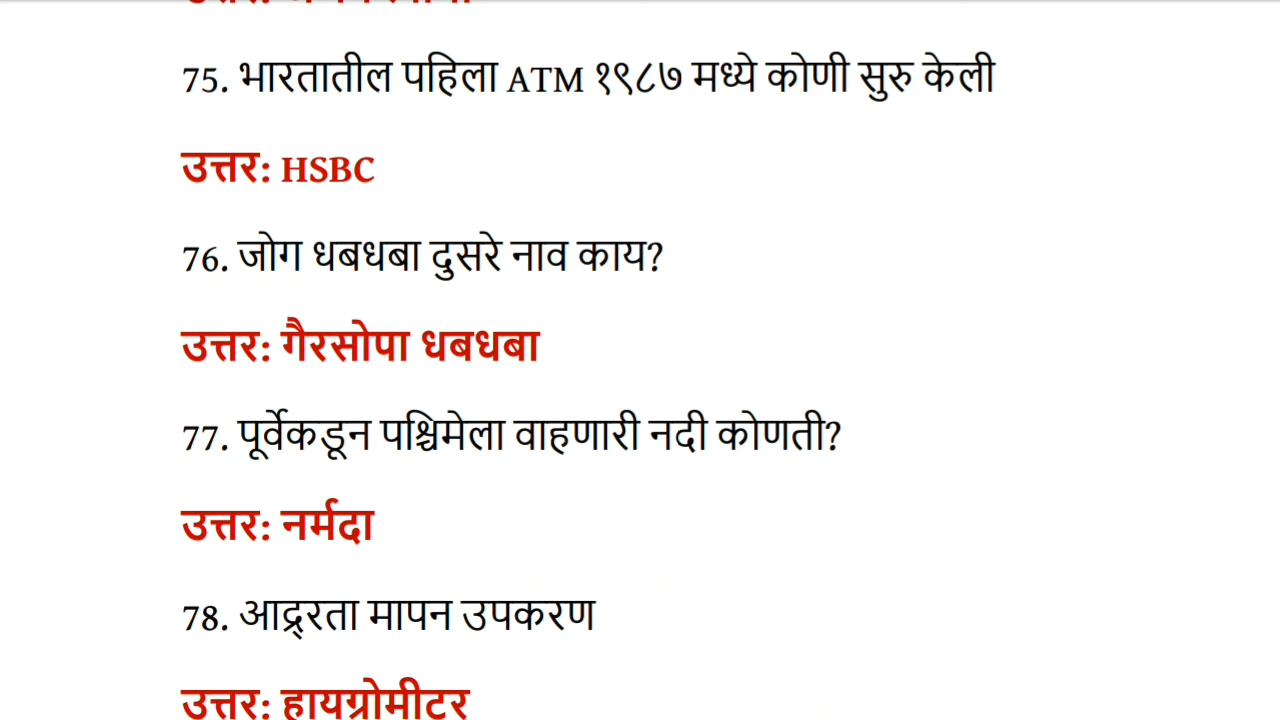 75. भारतातील पहिला ATM १९८७ मध्ये कोणी सुरु केली
उत्तर: HSBC
76. जोग धबधबा दुसरे नाव काय?
उत्तर: गैरसोपा धबधबा
77. पूर्वेकडून पश्चिमेला वाहणारी नदी कोणती?
उत्तर: नर्मदा
78. आद्र्रता मापन उपकरण
उत्तर: हायग्रोमीटर